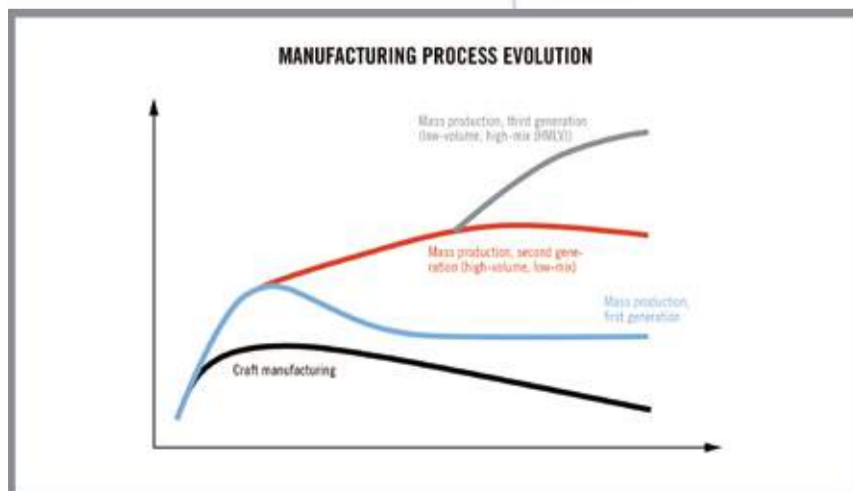 MANUFACTURING PROCESS EVOLUTION
Mass production, third generation
(low-volume, high-mix (HMLV))
Mass production, second gene-
ration (high-volume, low-mix)
Mass production,
first generation
Craft manufacturing